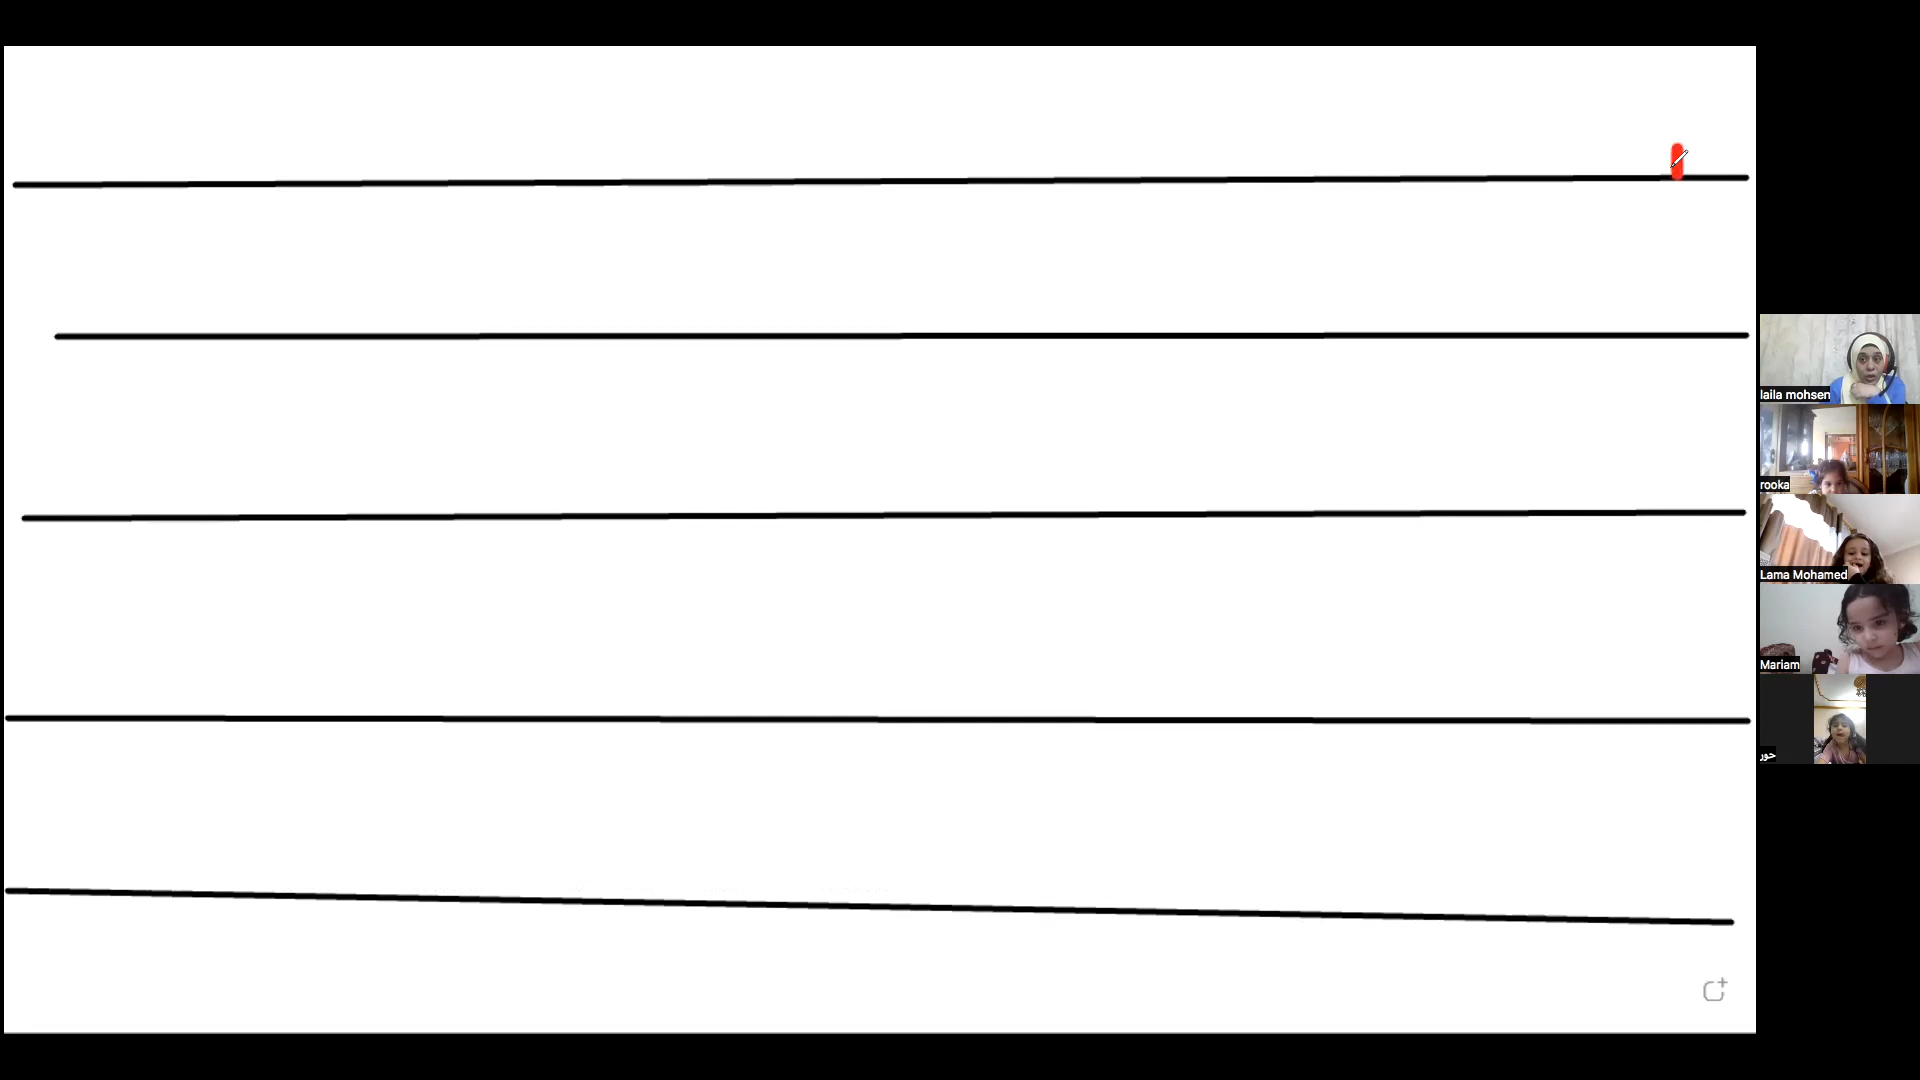 laila mohsen
rooka
Lama Mohamed
Mariam
حور